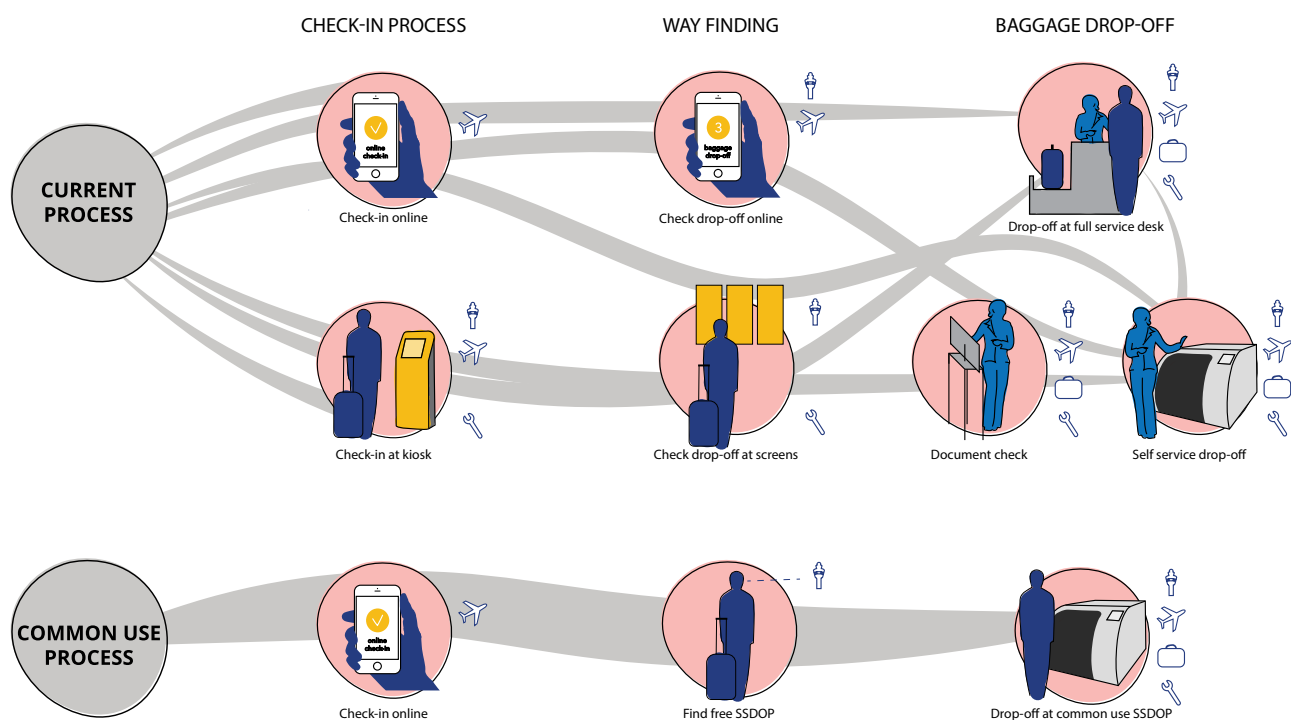 CHECK-IN PROCESS
WAY FINDING
BAGGAGE DROP-OFF
CURRENT
PROCESS
online
check-in
Check-in online
3
baggage
drop-off
Check drop-off online
Drop-off at full service desk
Check-in at kiosk
Check drop-off at screens
Document check
Self service drop-off
COMMON USE
PROCESS
online
check-in
Check-in online
Find free SSDOP
Drop-off at common use SSDOP